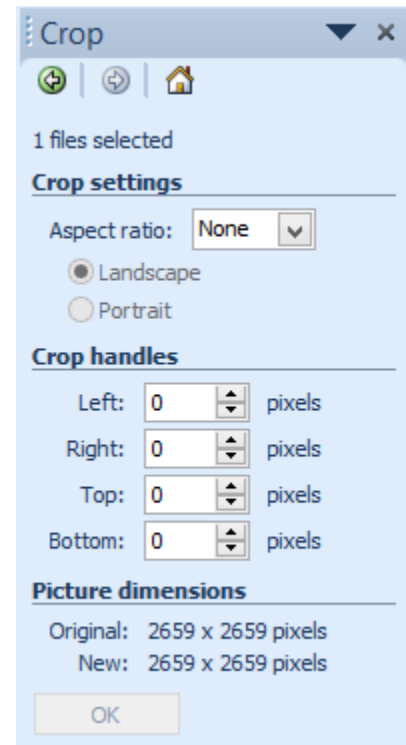 Crop
1 files selected
Crop settings
Aspect ratio: None
Landscape
Portrait
Crop handles
Left: 0 pixels
Right: 0 pixels
Top: 0 pixels
Bottom: 0 pixels
Picture dimensions
Original: 2659 x 2659 pixels
New: 2659 x 2659 pixels
OK